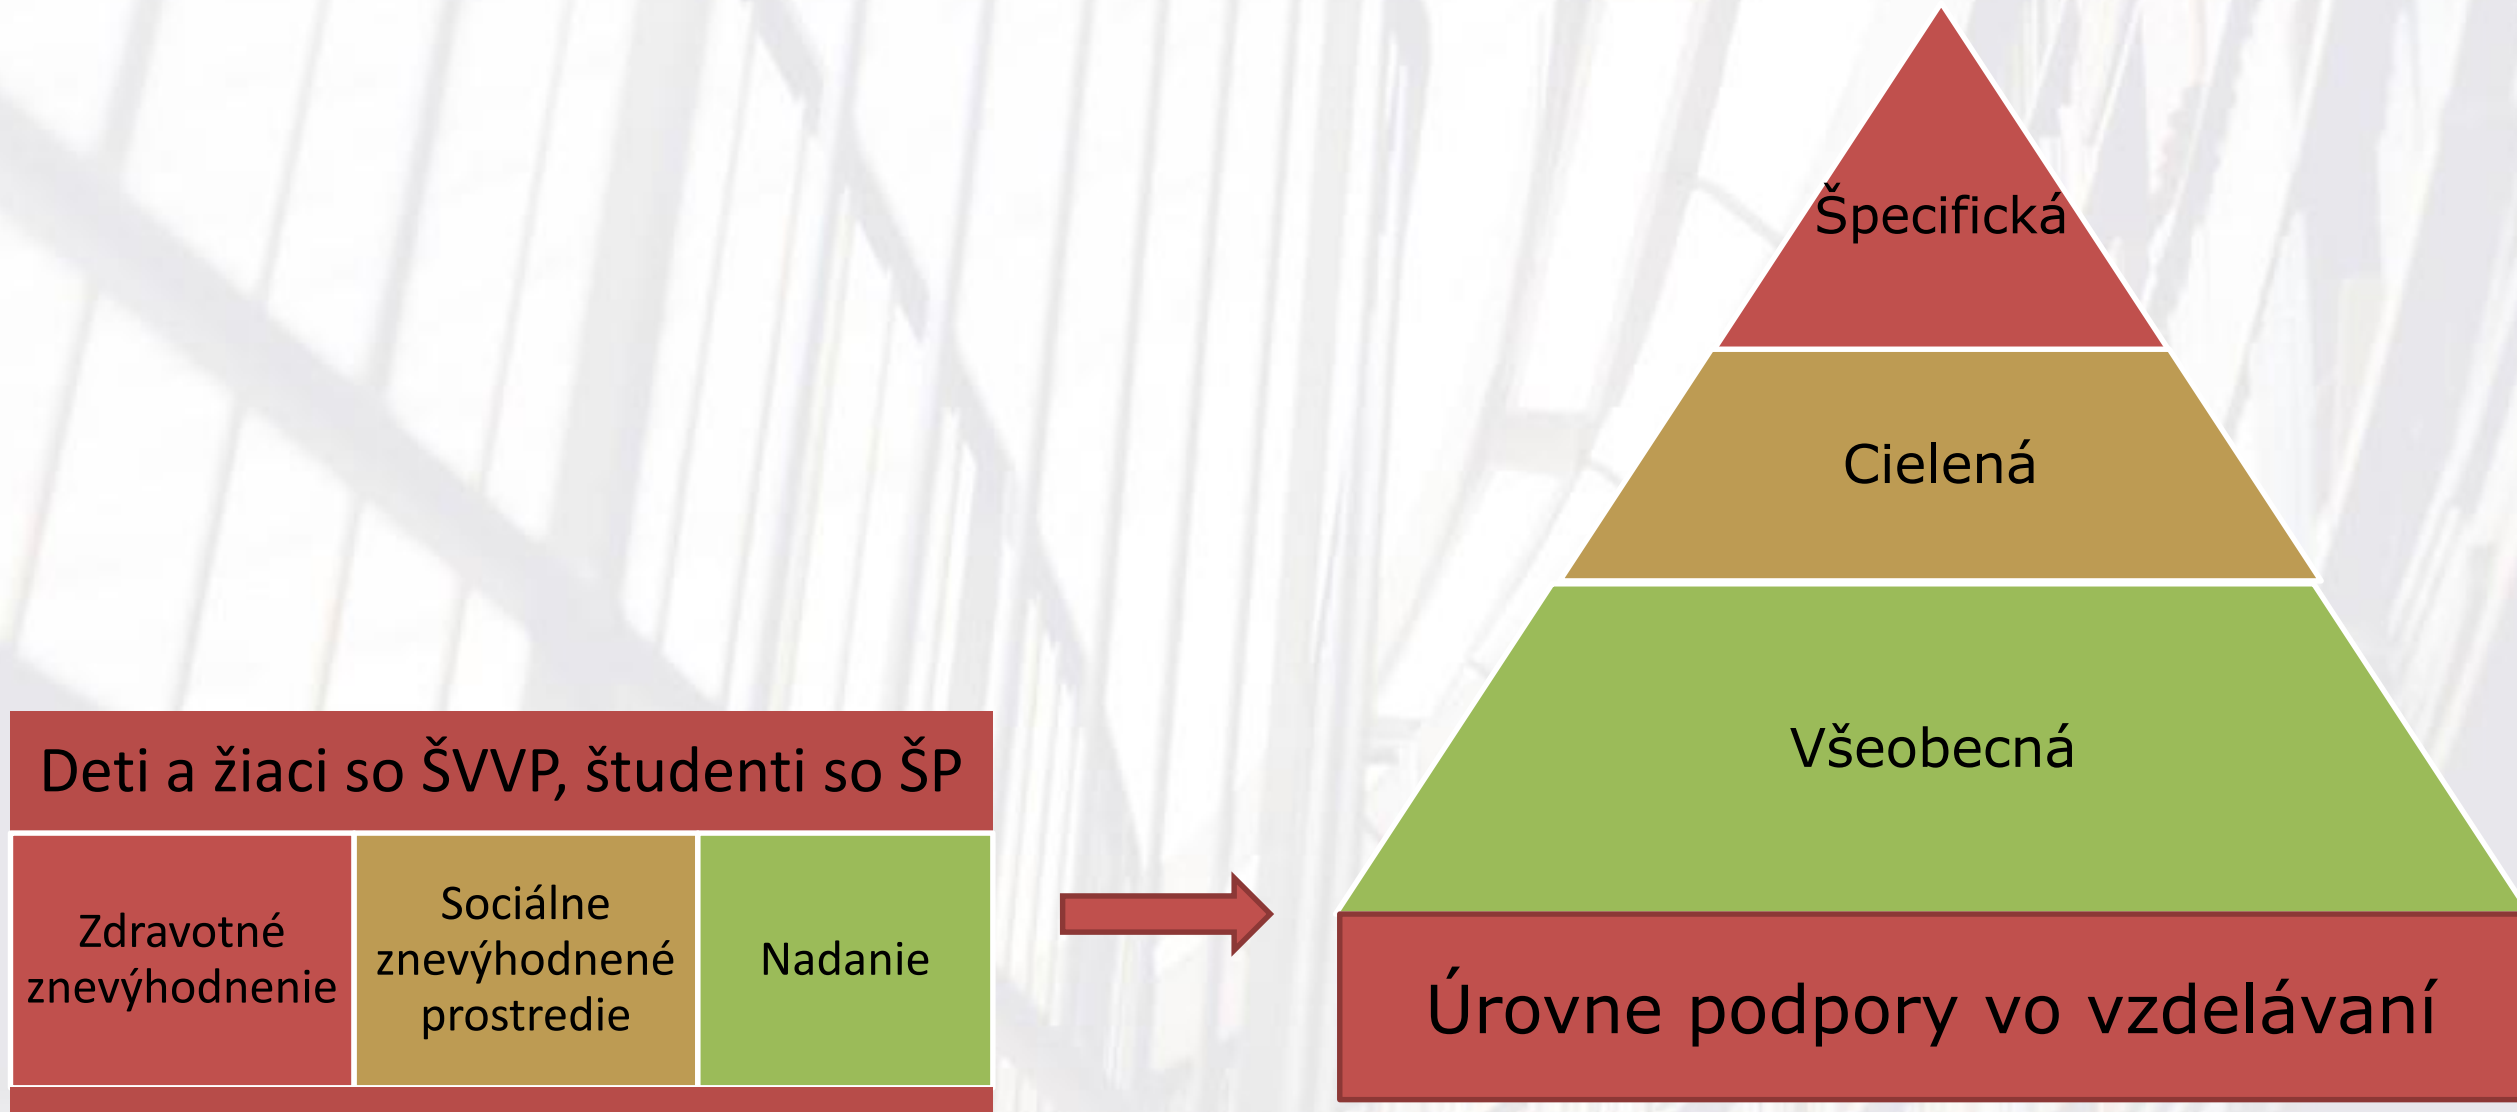 Deti a žiaci so ŠVVP, študenti so ŠP
Zdravotné
znevýhodnenie
Sociálne
znevýhodnené
prostredie
Nadanie
Špecifická
Cielená
Všeobecná
Úrovne podpory vo vzdelávaní